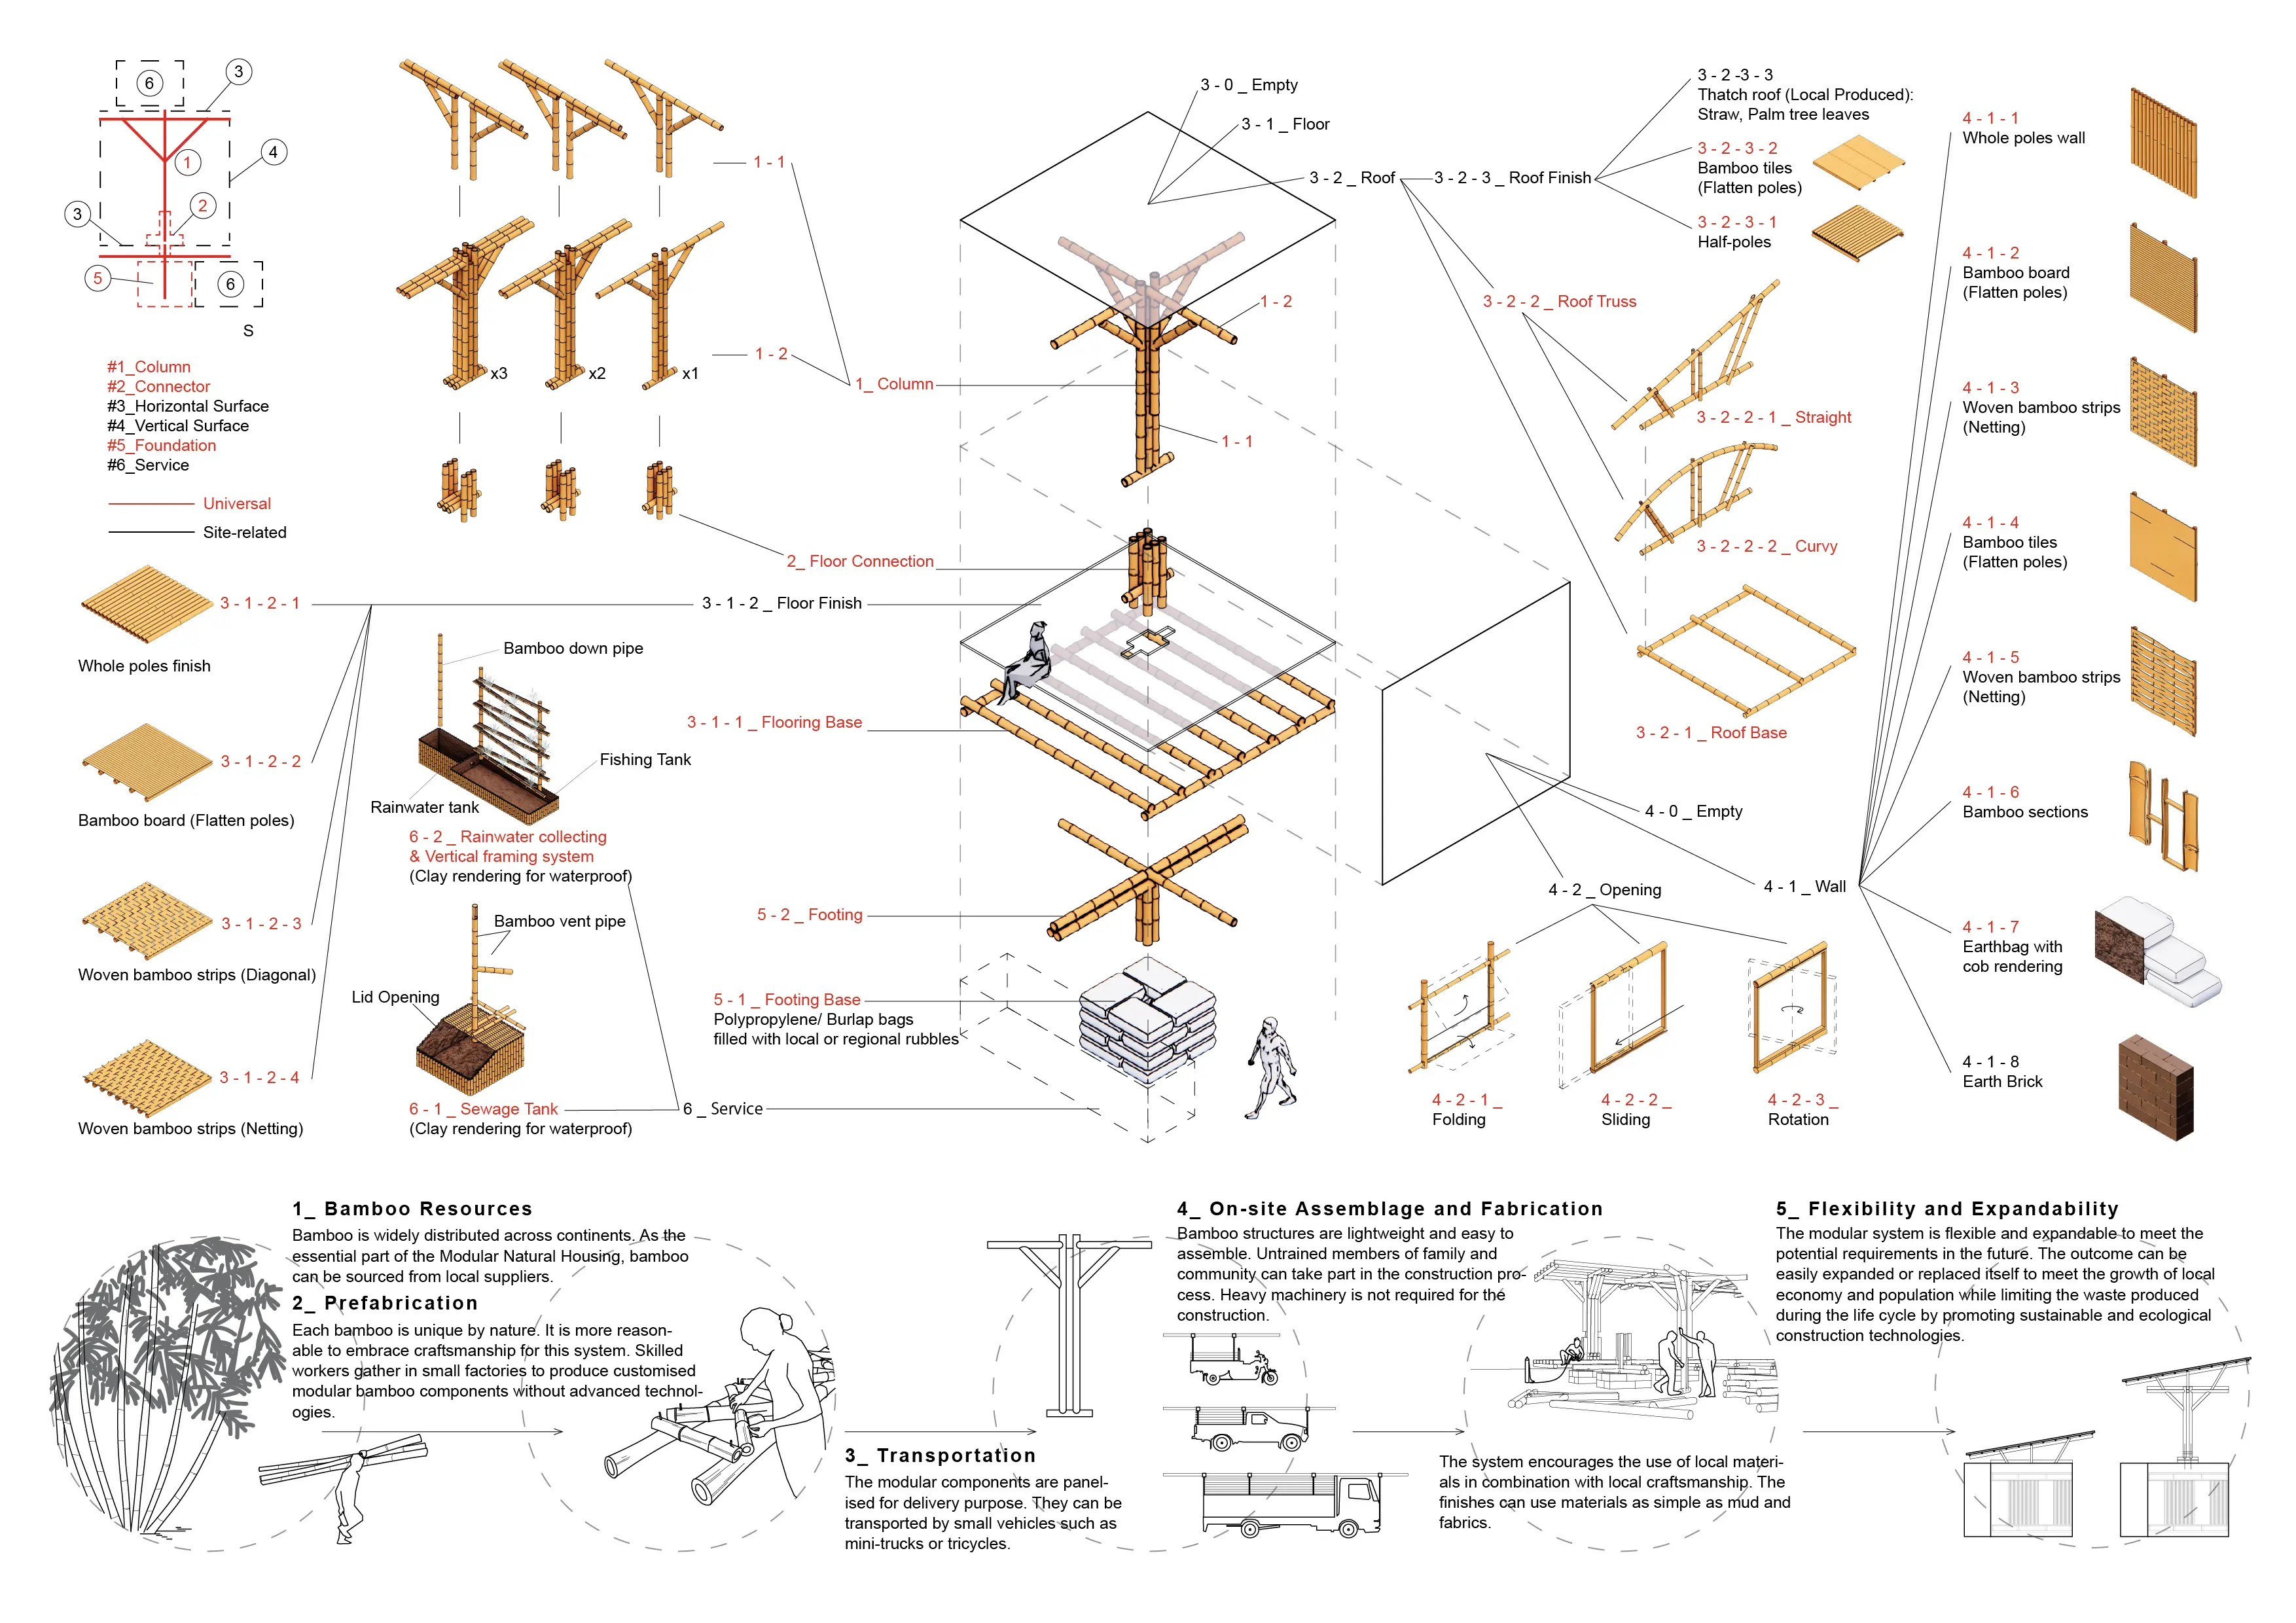 6
3
1
4
2
3
5
6
S
#1_Column
#2_Connector
#3_Horizontal Surface
#4_Vertical Surface
#5_Foundation
#6_Service
Universal
Site-related
1 - 1
1 - 2
x3
x2
x1
1_ Column
2_ Floor Connection
3 - 0 _ Empty
3 - 1 _ Floor
3 - 2 _ Roof
3 - 2 - 3 _ Roof Finish
1 - 2
1 - 1
3 - 2 -3 - 3
Thatch roof (Local Produced):
Straw, Palm tree leaves
3 - 2 - 3 - 2
Bamboo tiles
(Flatten poles)
3 - 2 - 3 - 1
Half-poles
3 - 2 - 2 _ Roof Truss
3 - 2 - 2 - 1 _ Straight
3 - 2 - 2 - 2 _ Curvy
3 - 2 - 1 _ Roof Base
4 - 1 - 1
Whole poles wall
4 - 1 - 2
Bamboo board
(Flatten poles)
4 - 1 - 3
Woven bamboo strips
(Netting)
4 - 1 - 4
Bamboo tiles
(Flatten poles)
4 - 1 - 5
Woven bamboo strips
(Netting)
4 - 1 - 6
Bamboo sections
4 - 1 - 7
Earthbag with
cob rendering
4 - 1 - 8
Earth Brick
3 - 1 - 2 - 1
Whole poles finish
3 - 1 - 2 - 2
Bamboo board (Flatten poles)
3 - 1 - 2 - 3
Woven bamboo strips (Diagonal)
3 - 1 - 2 - 4
Woven bamboo strips (Netting)
3 - 1 - 2 _ Floor Finish
Bamboo down pipe
Fishing Tank
Rainwater tank
6 - 2 _ Rainwater collecting
& Vertical framing system
(Clay rendering for waterproof)
Bamboo vent pipe
Lid Opening
6 - 1 _ Sewage Tank
(Clay rendering for waterproof)
3 - 1 - 1 _ Flooring Base
5 - 2 _ Footing
5 - 1 _ Footing Base
Polypropylene/ Burlap bags
filled with local or regional rubbles
6 _ Service
4 - 0 _ Empty
4 - 1 _ Wall
4 - 2 _ Opening
4 - 2 - 1 _
Folding
4 - 2 - 2 _
Sliding
4 - 2 - 3 _
Rotation
1_ Bamboo Resources
Bamboo is widely distributed across continents. As the
essential part of the Modular Natural Housing, bamboo
can be sourced from local suppliers.
2_ Prefabrication
Each bamboo is unique by nature. It is more reason-
able to embrace craftsmanship for this system. Skilled
workers gather in small factories to produce customised
modular bamboo components without advanced technol-
ogies.
3_ Transportation
The modular components are panel-
ised for delivery purpose. They can be
transported by small vehicles such as
mini-trucks or tricycles.
4_ On-site Assemblage and Fabrication
Bamboo structures are lightweight and easy to
assemble. Untrained members of family and
community can take part in the construction pro-
cess. Heavy machinery is not required for the
construction.
The system encourages the use of local materi-
als in combination with local craftsmanship. The
finishes can use materials as simple as mud and
fabrics.
5_ Flexibility and Expandability
The modular system is flexible and expandable to meet the
potential requirements in the future. The outcome can be
easily expanded or replaced itself to meet the growth of local
economy and population while limiting the waste produced
during the life cycle by promoting sustainable and ecological
construction technologies.